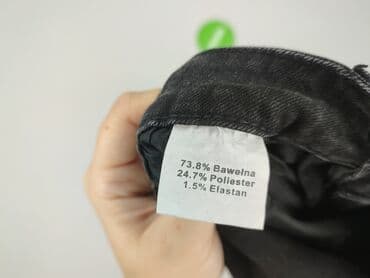 73.8% Bawełna
24.7% Poliester
1.5% Elastan